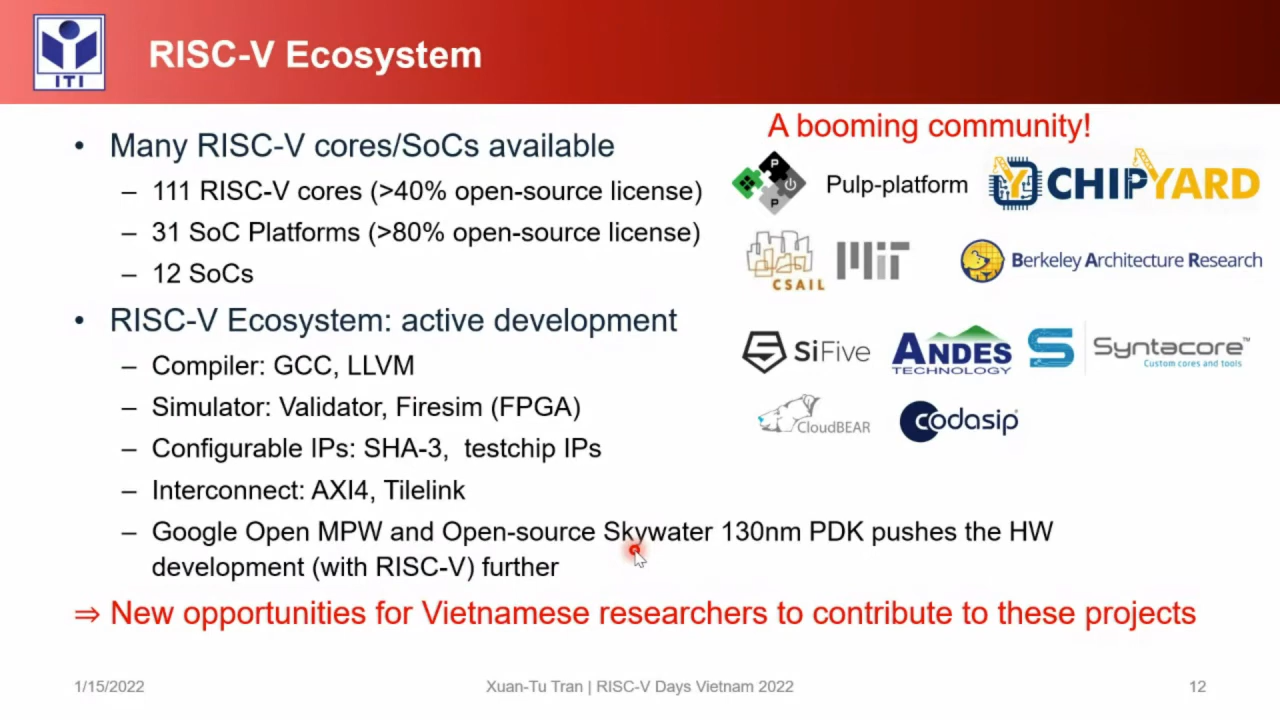 ITI
RISC-V Ecosystem
• Many RISC-V cores/SoCs available
– 111 RISC-V cores (>40% open-source license)
– 31 SoC Platforms (>80% open-source license)
– 12 SoCs
• RISC-V Ecosystem: active development
– Compiler: GCC, LLVM
– Simulator: Validator, Firesim (FPGA)
– Configurable IPs: SHA-3, testchip IPs
– Interconnect: AXI4, Tilelink
– Google Open MPW and Open-source Skywater 130nm PDK pushes the HW
development (with RISC-V) further
⇒ New opportunities for Vietnamese researchers to contribute to these projects
A booming community!
P
P
Pulp-platform
CHIPYARD
CSAIL
MIT
Berkeley Architecture Research
SiFive
ANDES
TECHNOLOGY
Syntacore™
Custom cores and tools
CloudBEAR
codasip
1/15/2022
Xuan-Tu Tran | RISC-V Days Vietnam 2022
12